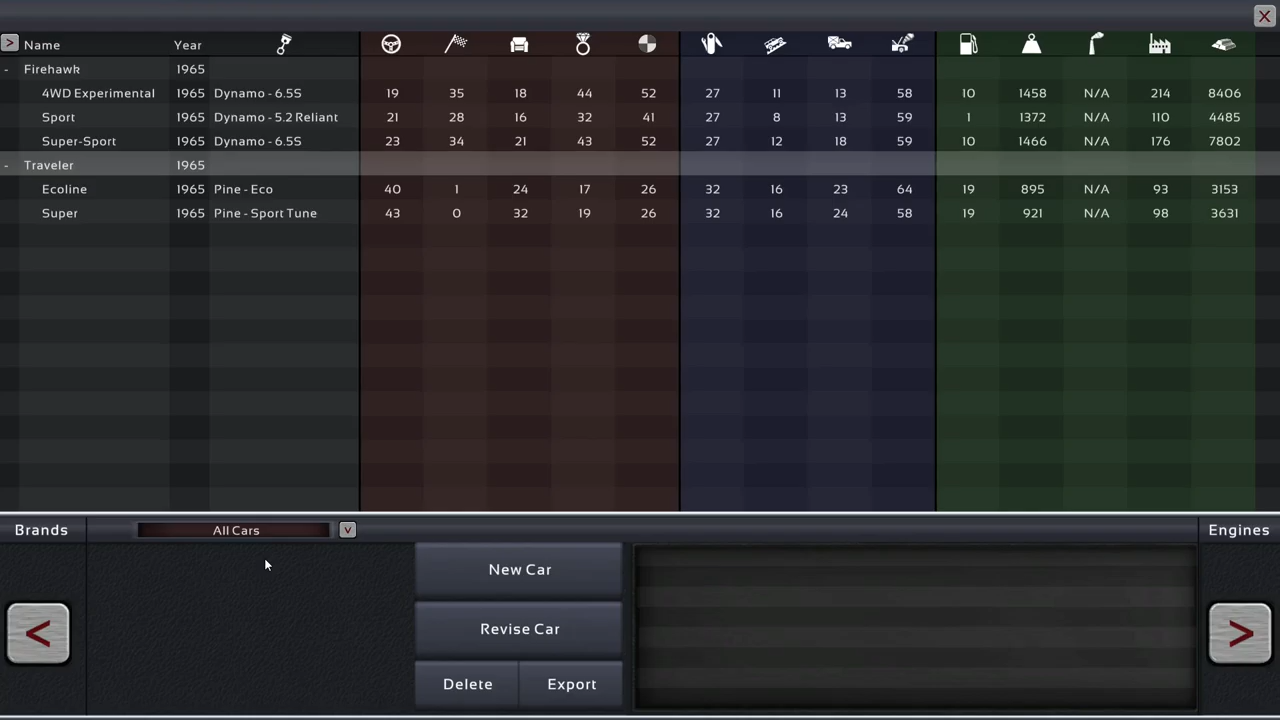 > Name Year
- Firehawk 1965
4WD Experimental 1965 Dynamo - 6.5S 19 35 18 44 52 27 11 13 58 10 1458 N/A 214 8406
Sport 1965 Dynamo - 5.2 Reliant 21 28 16 32 41 27 8 13 59 1 1372 N/A 110 4485
Super-Sport 1965 Dynamo - 6.5S 23 34 21 43 52 27 12 18 59 10 1466 N/A 176 7802
- Traveler 1965
Ecoline 1965 Pine - Eco 40 1 24 17 26 32 16 23 64 19 895 N/A 93 3153
Super 1965 Pine - Sport Tune 43 0 32 19 26 32 16 24 58 19 921 N/A 98 3631
Brands All Cars v Engines
New Car
< Revise Car >
Delete Export